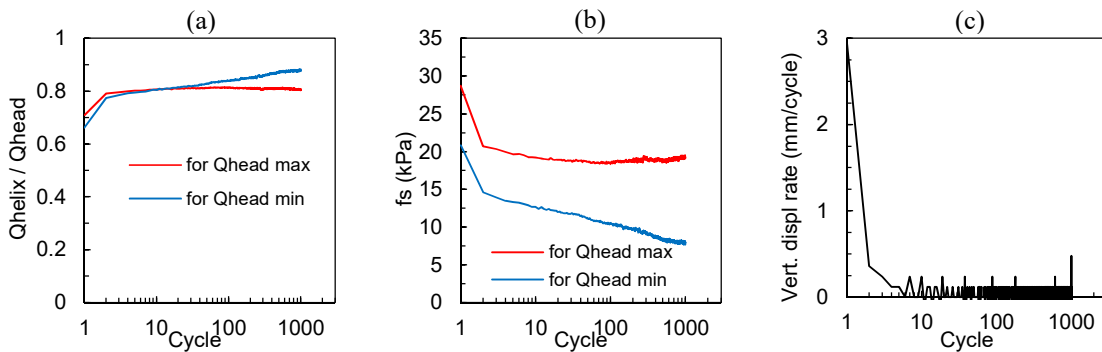 (a)
Qhelix / Qhead
1
0.8
0.6
0.4
0.2
0
for Qhead max
for Qhead min
1 10 100 1000
Cycle
(b)
fs (kPa)
35
30
25
20
15
10
5
0
for Qhead max
for Qhead min
1 10 100 1000
Cycle
(c)
Vert. displ rate (mm/cycle)
3
2
1
0
1 10 100 1000
Cycle